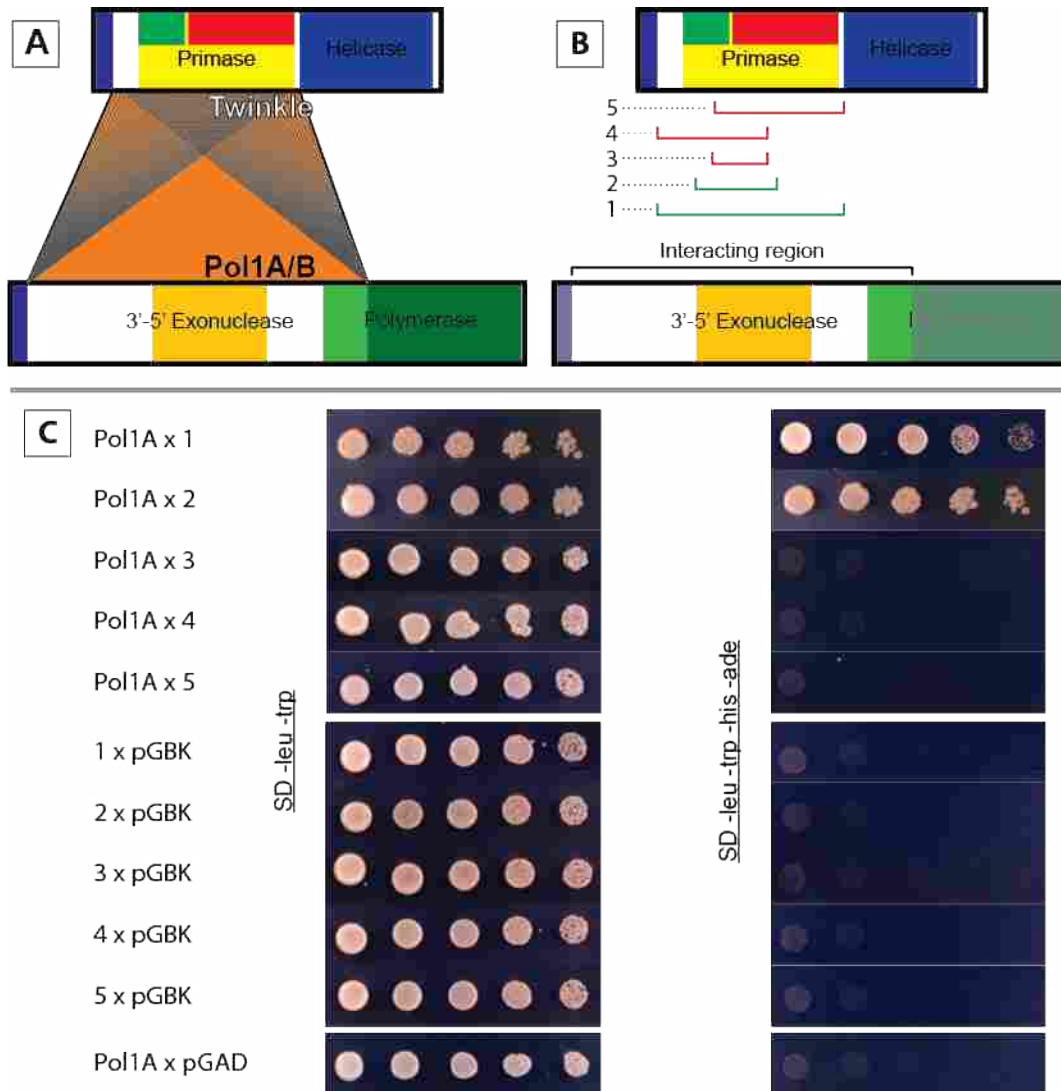 A
Primase
Helicase
Twinkle
Pol1A/B
3'-5' Exonuclease
Polymerase
B
Primase
Helicase
5
4
3
2
1
Interacting region
3'-5' Exonuclease
C
Pol1A x 1
Pol1A x 2
Pol1A x 3
Pol1A x 4
Pol1A x 5
1 x pGBK
2 x pGBK
3 x pGBK
4 x pGBK
5 x pGBK
Pol1A x pGAD
SD -leu -trp
SD -leu -trp -his -ade